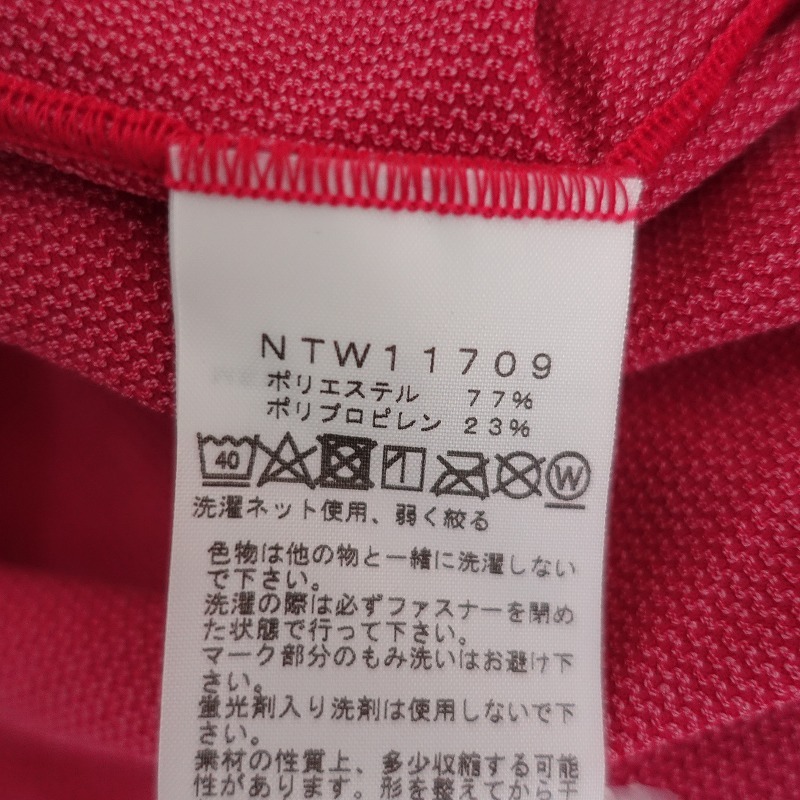 NTW11709
ポリエステル 77%
ポリプロピレン 23%
40 W
洗濯ネット使用、弱く絞る
色物は他の物と一緒に洗濯しない
で下さい。
洗濯の際は必ずファスナーを閉め
た状態で行って下さい。
マーク部分のもみ洗いはお避け下
さい。
蛍光剤入り洗剤は使用しないで下
さい。
素材の性質上、多少収縮する可能
性があります。形を整えてから干